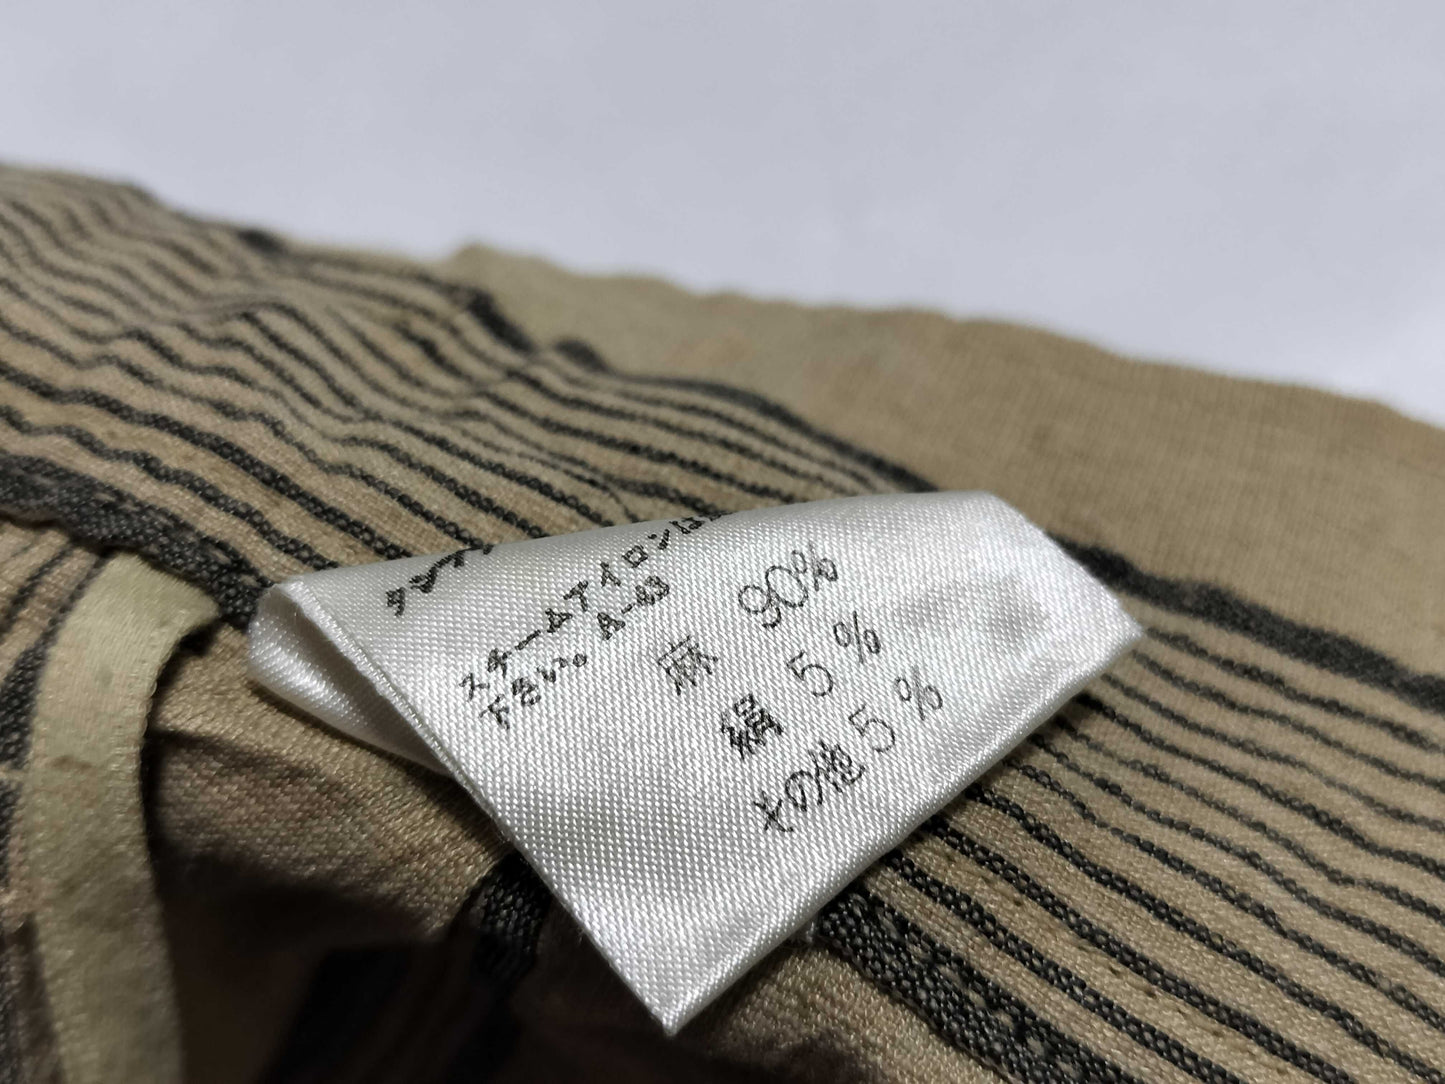 スチームアイロンは
下さい。 A-43
麻 90%
絹 5%
その他 5%